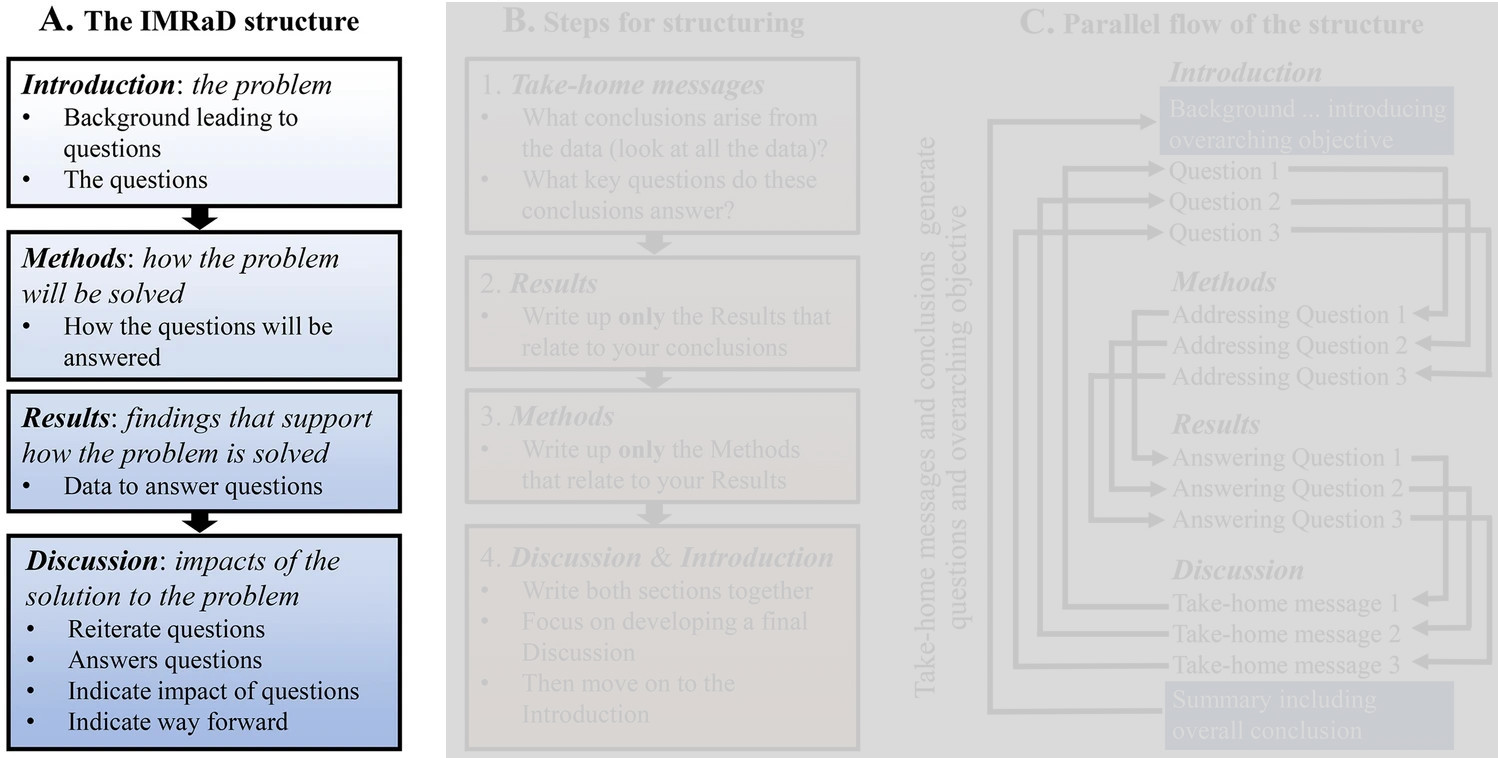 A. The IMRaD structure
Introduction: the problem
• Background leading to
questions
• The questions
Methods: how the problem
will be solved
• How the questions will be
answered
Results: findings that support
how the problem is solved
• Data to answer questions
Discussion: impacts of the
solution to the problem
• Reiterate questions
• Answers questions
• Indicate impact of questions
• Indicate way forward
B. Steps for structuring
1. Take-home messages
• What conclusions arise from
the data (look at all the data)?
• What key questions do these
conclusions answer?
2. Results
• Write up only the Results that
relate to your conclusions
3. Methods
• Write up only the Methods
that relate to your Results
4. Discussion & Introduction
• Write both sections together
• Focus on developing a final
Discussion
• Then move on to the
Introduction
C. Parallel flow of the structure
Take-home messages and conclusions generate
questions and overarching objective
Introduction
Background ... introducing
overarching objective
Question 1
Question 2
Question 3
Methods
Addressing Question 1
Addressing Question 2
Addressing Question 3
Results
Answering Question 1
Answering Question 2
Answering Question 3
Discussion
Take-home message 1
Take-home message 2
Take-home message 3
Summary including
overall conclusion